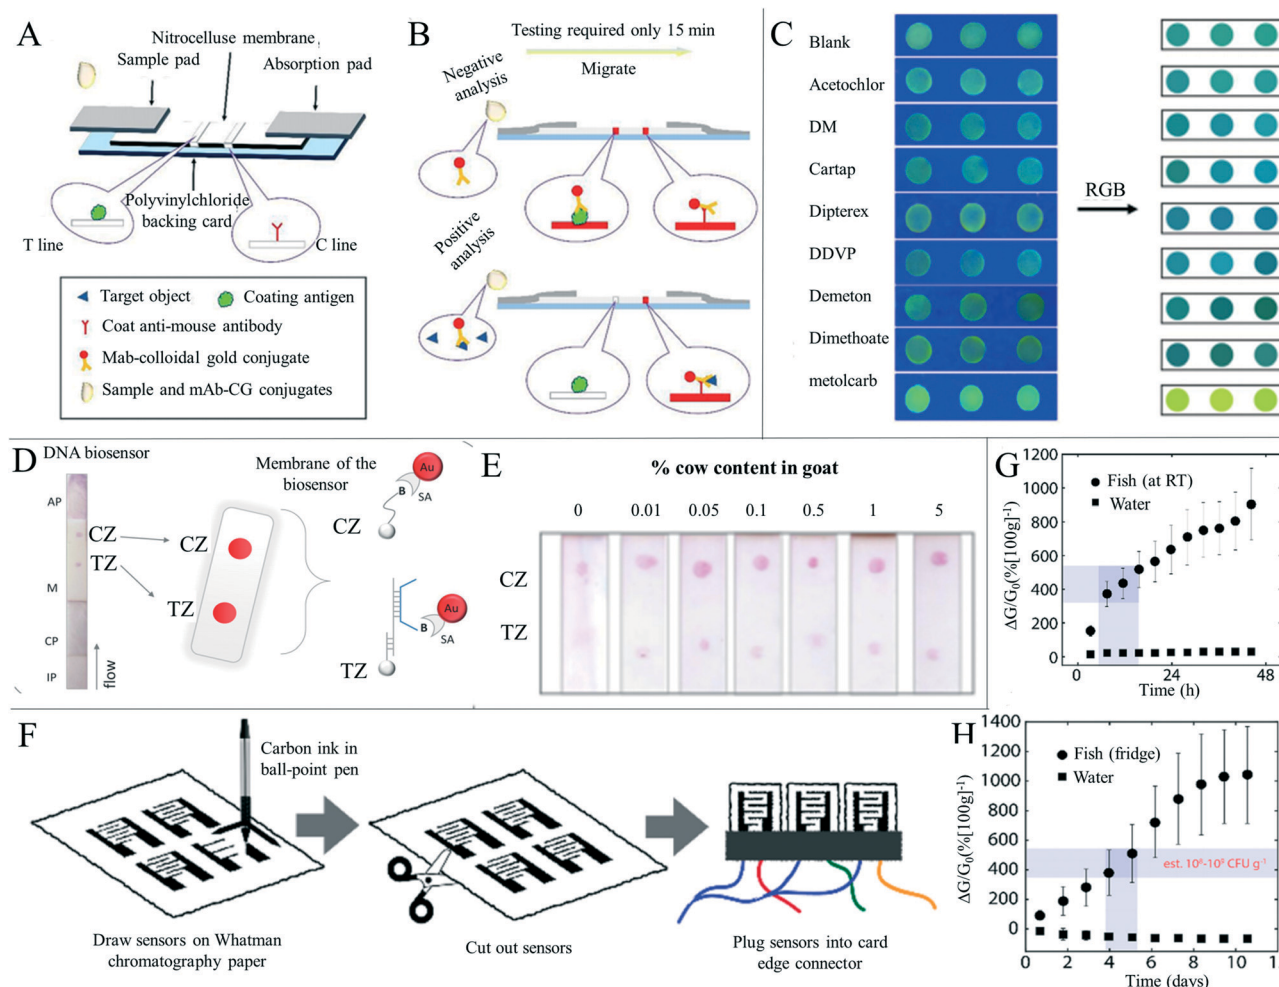 A
Nitrocelluse membrane
Sample pad
Absorption pad
Polyvinylchloride
backing card
T line
C line
Target object
Coating antigen
Coat anti-mouse antibody
Mab-colloidal gold conjugate
Sample and mAb-CG conjugates
B
Testing required only 15 min
Migrate
Negative
analysis
Positive
analysis
C
Blank
Acetochlor
DM
Cartap
Dipterex
DDVP
Demeton
Dimethoate
metolcarb
RGB
D
DNA biosensor
AP
CZ
TZ
M
CP
IP
flow
CZ
TZ
Membrane of the
biosensor
Au
B
SA
CZ
Au
B
SA
TZ
E
% cow content in goat
0 0.01 0.05 0.1 0.5 1 5
CZ
TZ
G
1200
1000
800
600
400
200
0
ΔG/G₀(%[100g]⁻¹)
Fish (at RT)
Water
0 24 48
Time (h)
F
Carbon ink in
ball-point pen
Draw sensors on Whatman
chromatography paper
Cut out sensors
Plug sensors into card
edge connector
H
1400
1200
1000
800
600
400
200
0
ΔG/G₀(%[100g]⁻¹)
Fish (fridge)
Water
0 2 4 6 8 10
Time (days)